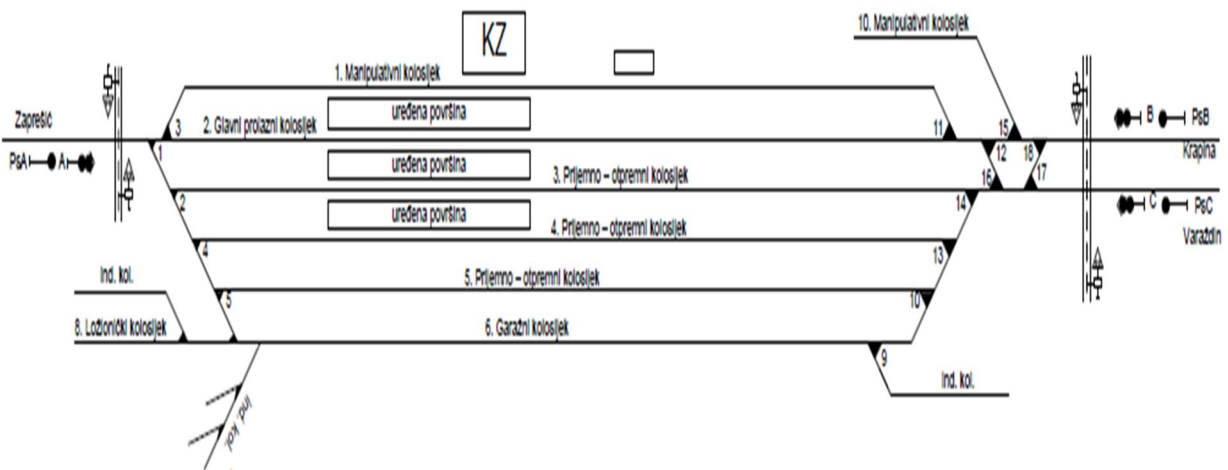 KZ
10. Manipulativni kolosijek
1. Manipulativni kolosijek
uređena površina
Zaprešić
3
2. Glavni prolazni kolosijek
11
15
B
PsB
1
12
18
Krapina
PsA
A
uređena površina
3. Prijemno – otpremni kolosijek
16
17
2
uređena površina
14
C
PsC
4. Prijemno – otpremni kolosijek
Varaždin
4
13
Ind. kol.
5. Prijemno – otpremni kolosijek
5
10
8. Ložionički kolosijek
6. Garažni kolosijek
9
Ind. kol.
Ind. kol.